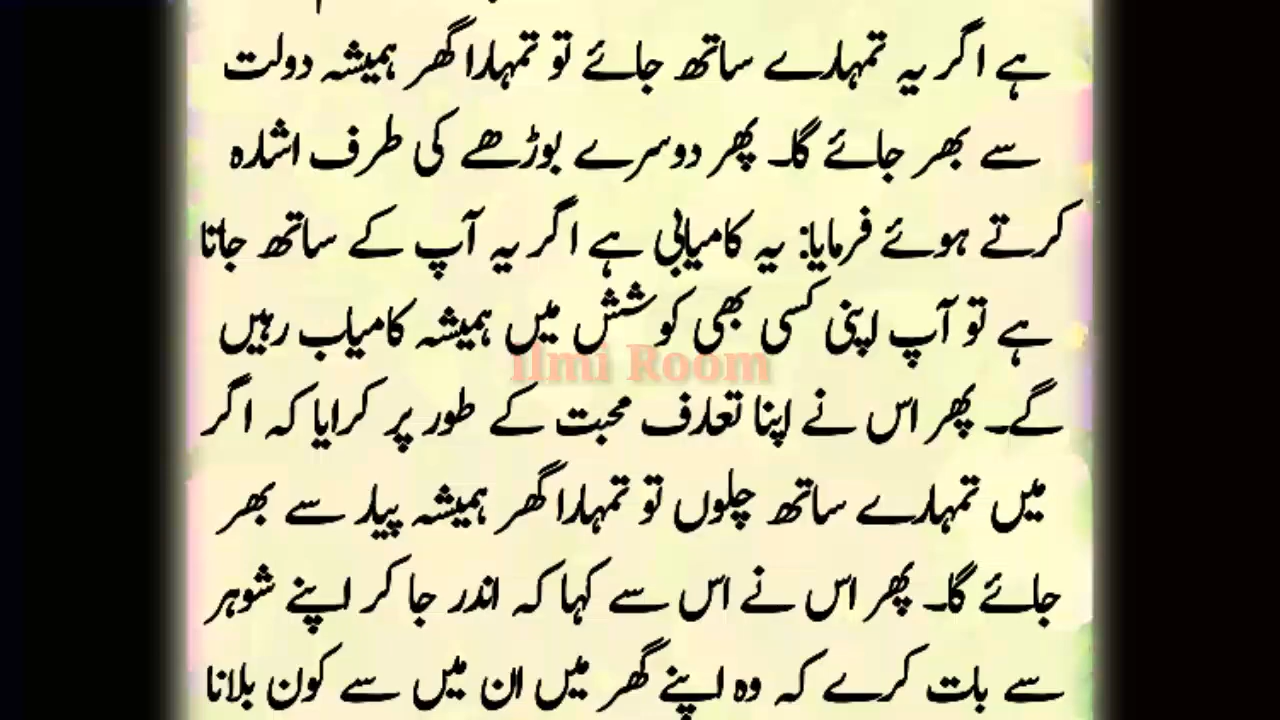 ہے اگر یہ تمہارے ساتھ جائے تو تمہارا گھر ہمیشہ دولت
سے بھر جائے گا۔ پھر دوسرے بوڑھے کی طرف اشارہ
کرتے ہوئے فرمایا: یہ کامیابی ہے اگر یہ آپ کے ساتھ جاتا
ہے تو آپ اپنی کسی بھی کوشش میں ہمیشہ کامیاب رہیں
ilmi Room
گے۔ پھر اس نے اپنا تعارف محبت کے طور پر کرایا کہ اگر
میں تمہارے ساتھ چلوں تو تمہارا گھر ہمیشہ پیار سے بھر
جائے گا۔ پھر اس نے اس سے کہا کہ اندر جا کر اپنے شوہر
سے بات کرے کہ وہ اپنے گھر میں ان میں سے کون بلانا